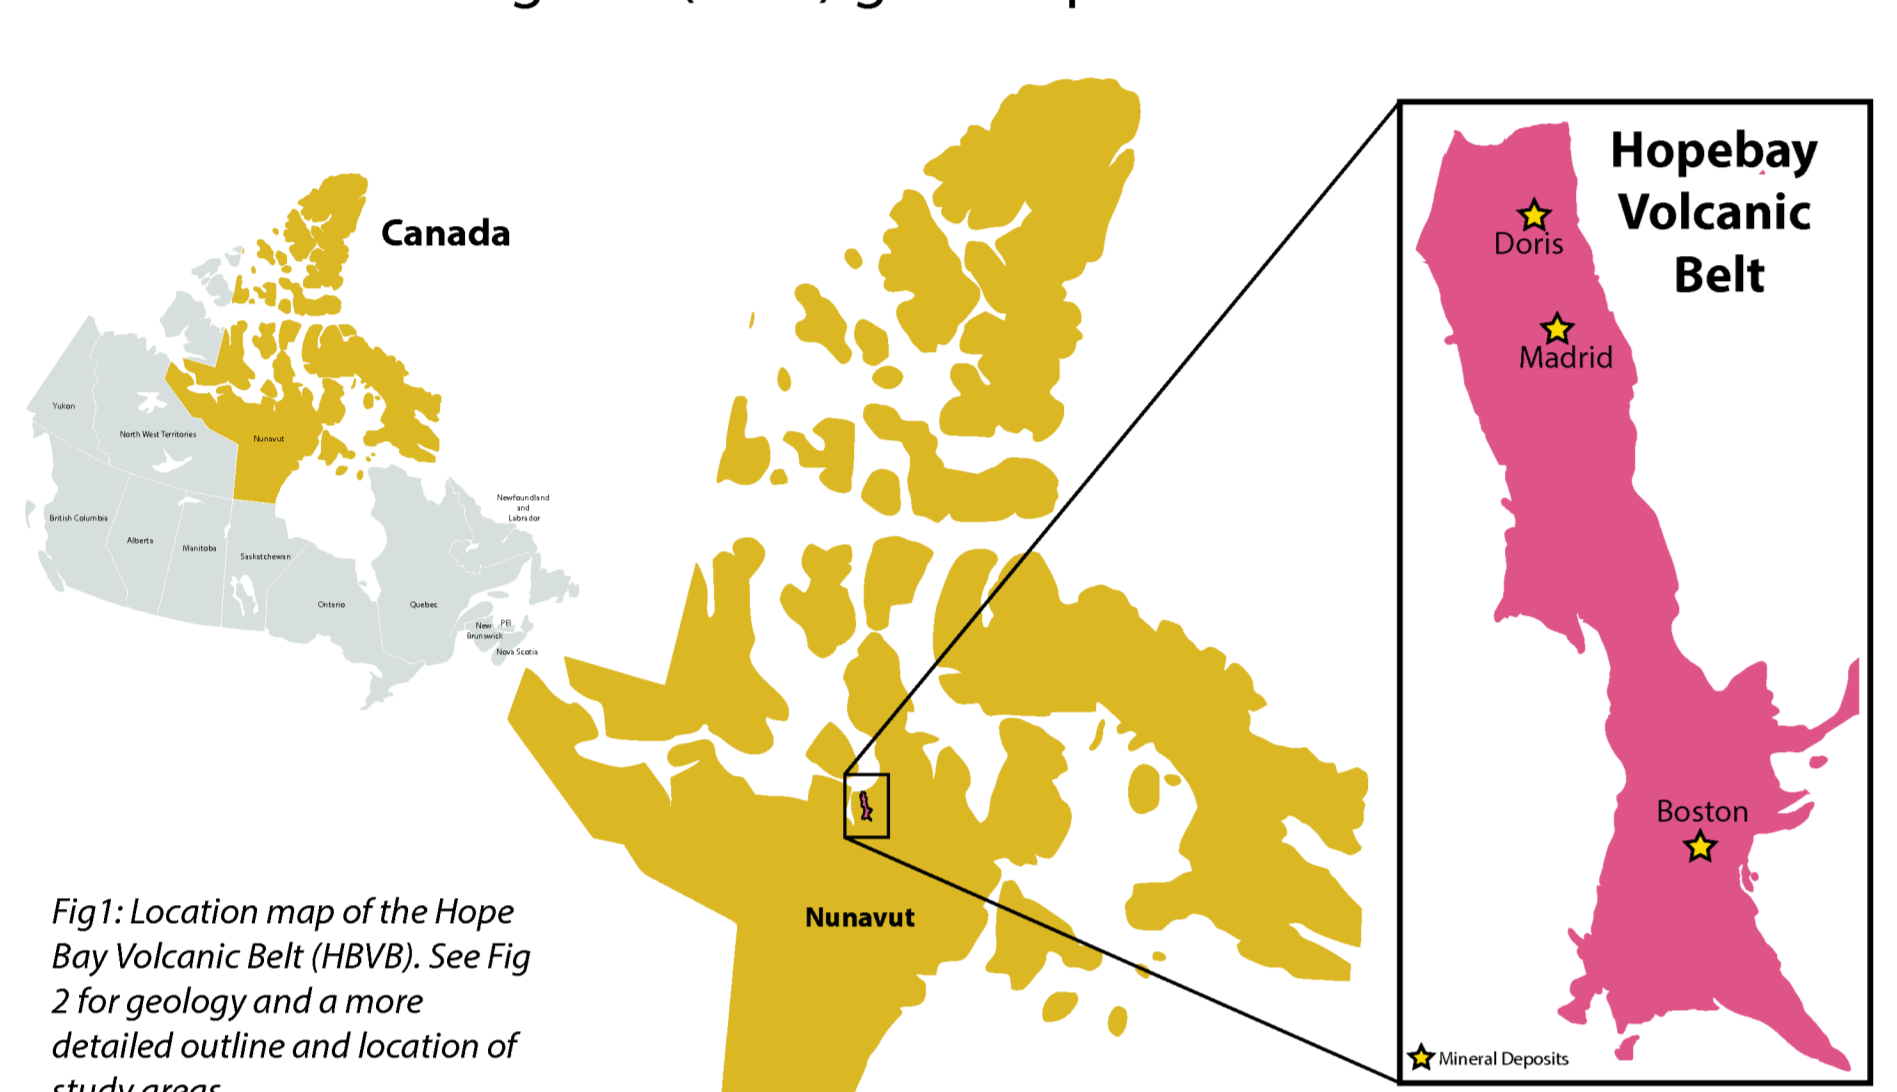 Canada
Yukon
North West Territories
Nunavut
British Columbia
Alberta
Manitoba
Saskatchewan
Ontario
Quebec
Newfoundland
and
Labrador
New
Brunswick
PEI
Nova Scotia
Nunavut
Hopebay
Volcanic
Belt
Doris
Madrid
Boston
Mineral Deposits
Fig1: Location map of the Hope
Bay Volcanic Belt (HBVB). See Fig
2 for geology and a more
detailed outline and location of
study areas